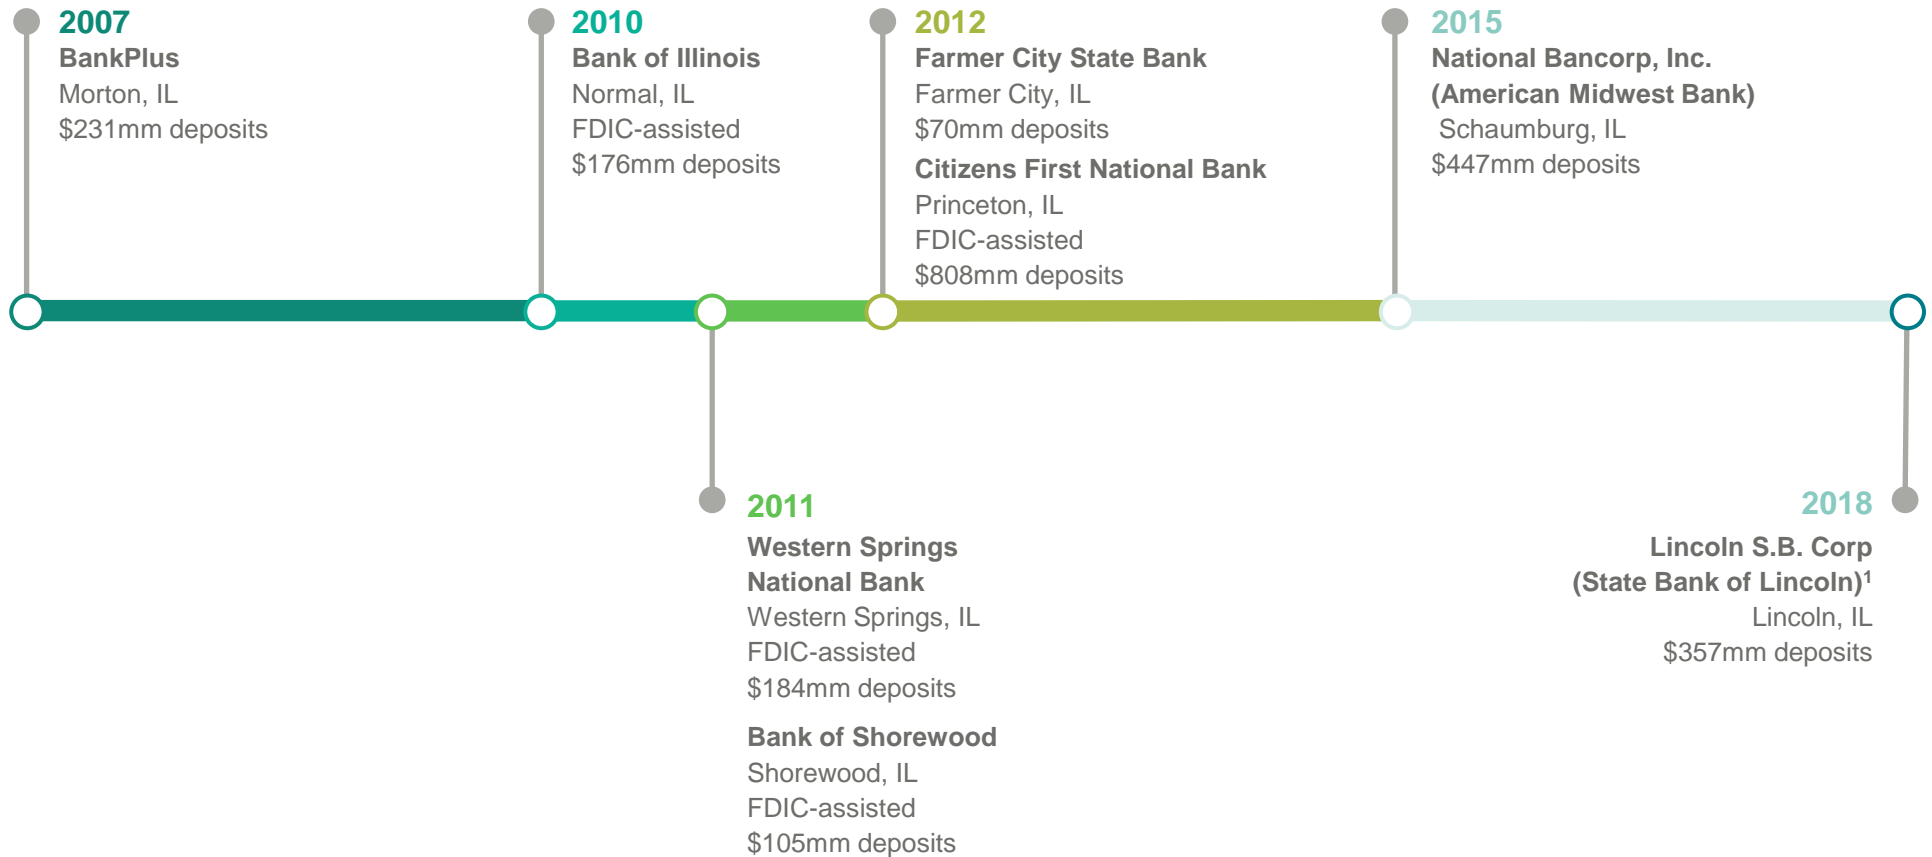 2007
BankPlus
Morton, IL
$231mm deposits
2010
Bank of Illinois
Normal, IL
FDIC-assisted
$176mm deposits
2012
Farmer City State Bank
Farmer City, IL
$70mm deposits
Citizens First National Bank
Princeton, IL
FDIC-assisted
$808mm deposits
2015
National Bancorp, Inc.
(American Midwest Bank)
Schaumburg, IL
$447mm deposits
2011
Western Springs
National Bank
Western Springs, IL
FDIC-assisted
$184mm deposits
Bank of Shorewood
Shorewood, IL
FDIC-assisted
$105mm deposits
2018
Lincoln S.B. Corp
(State Bank of Lincoln)¹
Lincoln, IL
$357mm deposits